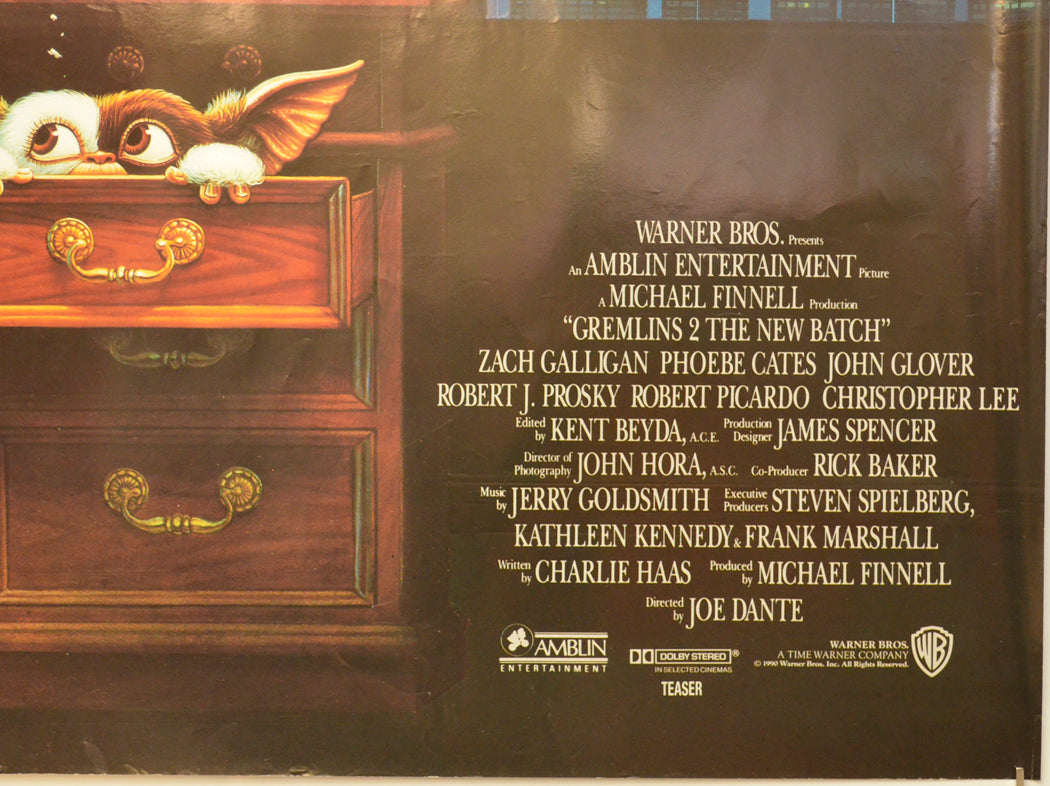 WARNER BROS. Presents
An AMBLIN ENTERTAINMENT Picture
A MICHAEL FINNELL Production
“GREMLINS 2 THE NEW BATCH”
ZACH GALLIGAN PHOEBE CATES JOHN GLOVER
ROBERT J. PROSKY ROBERT PICARDO CHRISTOPHER LEE
Edited by KENT BEYDA, A.C.E. Production Designer JAMES SPENCER
Director of Photography JOHN HORA, A.S.C. Co-Producer RICK BAKER
Music by JERRY GOLDSMITH Executive Producers STEVEN SPIELBERG,
KATHLEEN KENNEDY & FRANK MARSHALL
Written by CHARLIE HAAS Produced by MICHAEL FINNELL
Directed by JOE DANTE
AMBLIN
ENTERTAINMENT
DOLBY STEREO ®
IN SELECTED CINEMAS
TEASER
WARNER BROS.
A TIME WARNER COMPANY
© 1990 Warner Bros. Inc. All Rights Reserved.
WB